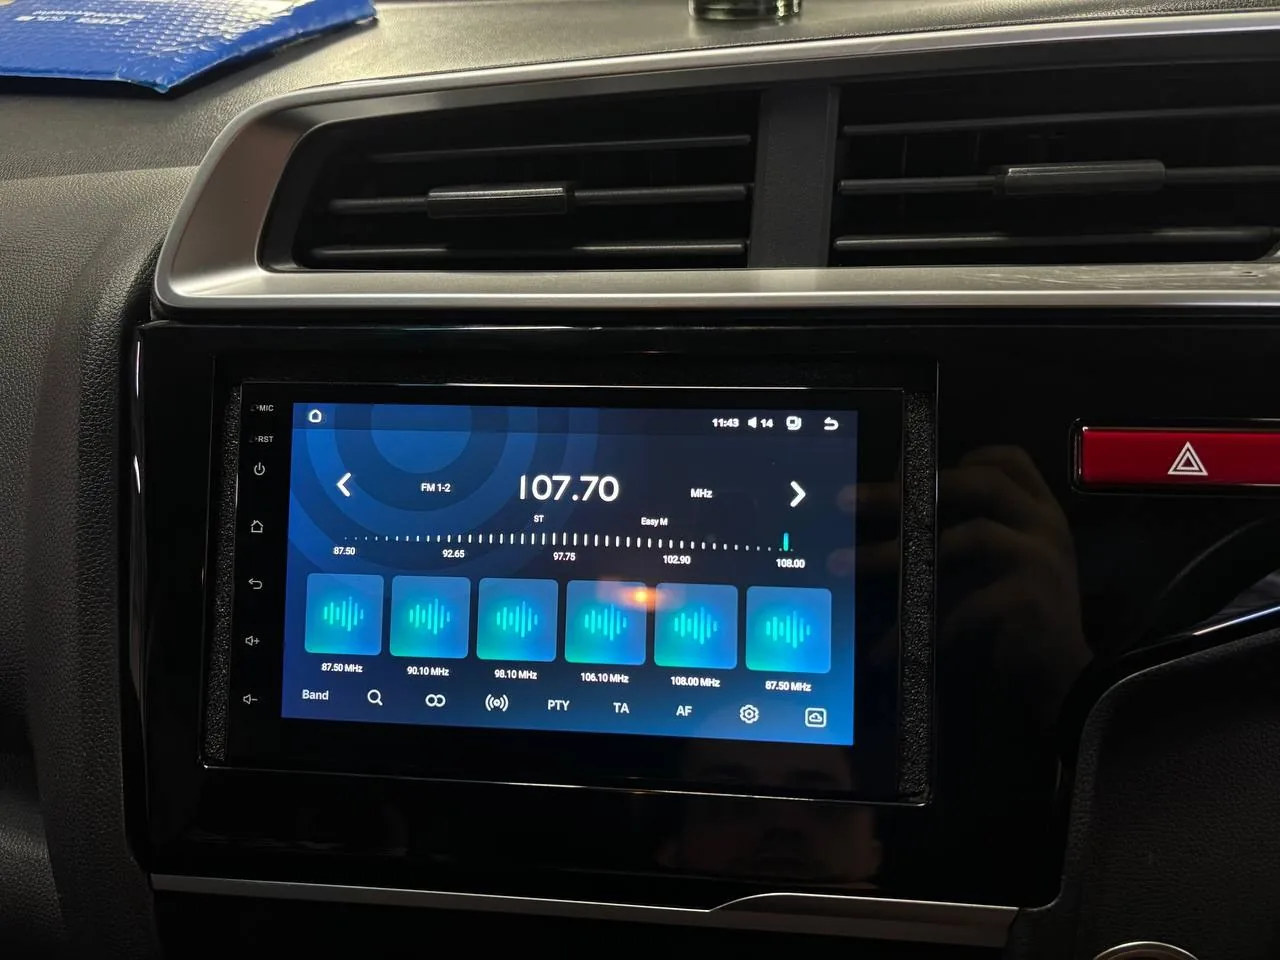 MIC
RST
11:43 14
FM 1-2 107.70 MHz
ST Easy M
87.50 92.65 97.75 102.90 108.00
87.50 MHz 90.10 MHz 98.10 MHz 106.10 MHz 108.00 MHz 87.50 MHz
Band PTY TA AF